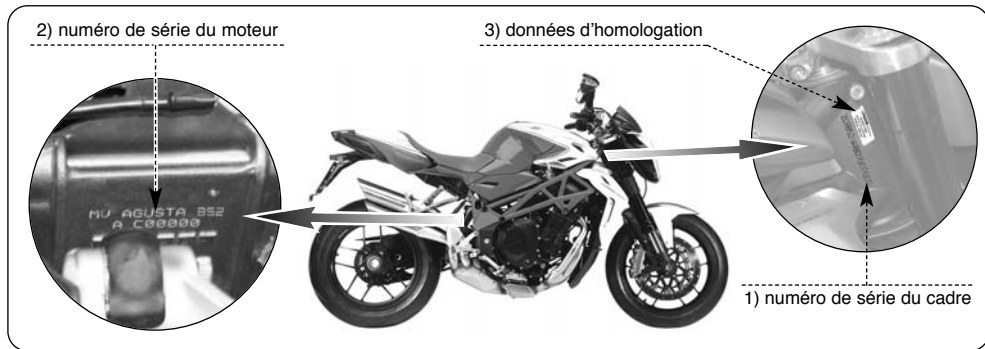 2) numéro de série du moteur
3) données d’homologation
MV AGUSTA B52
A C00000
1) numéro de série du cadre